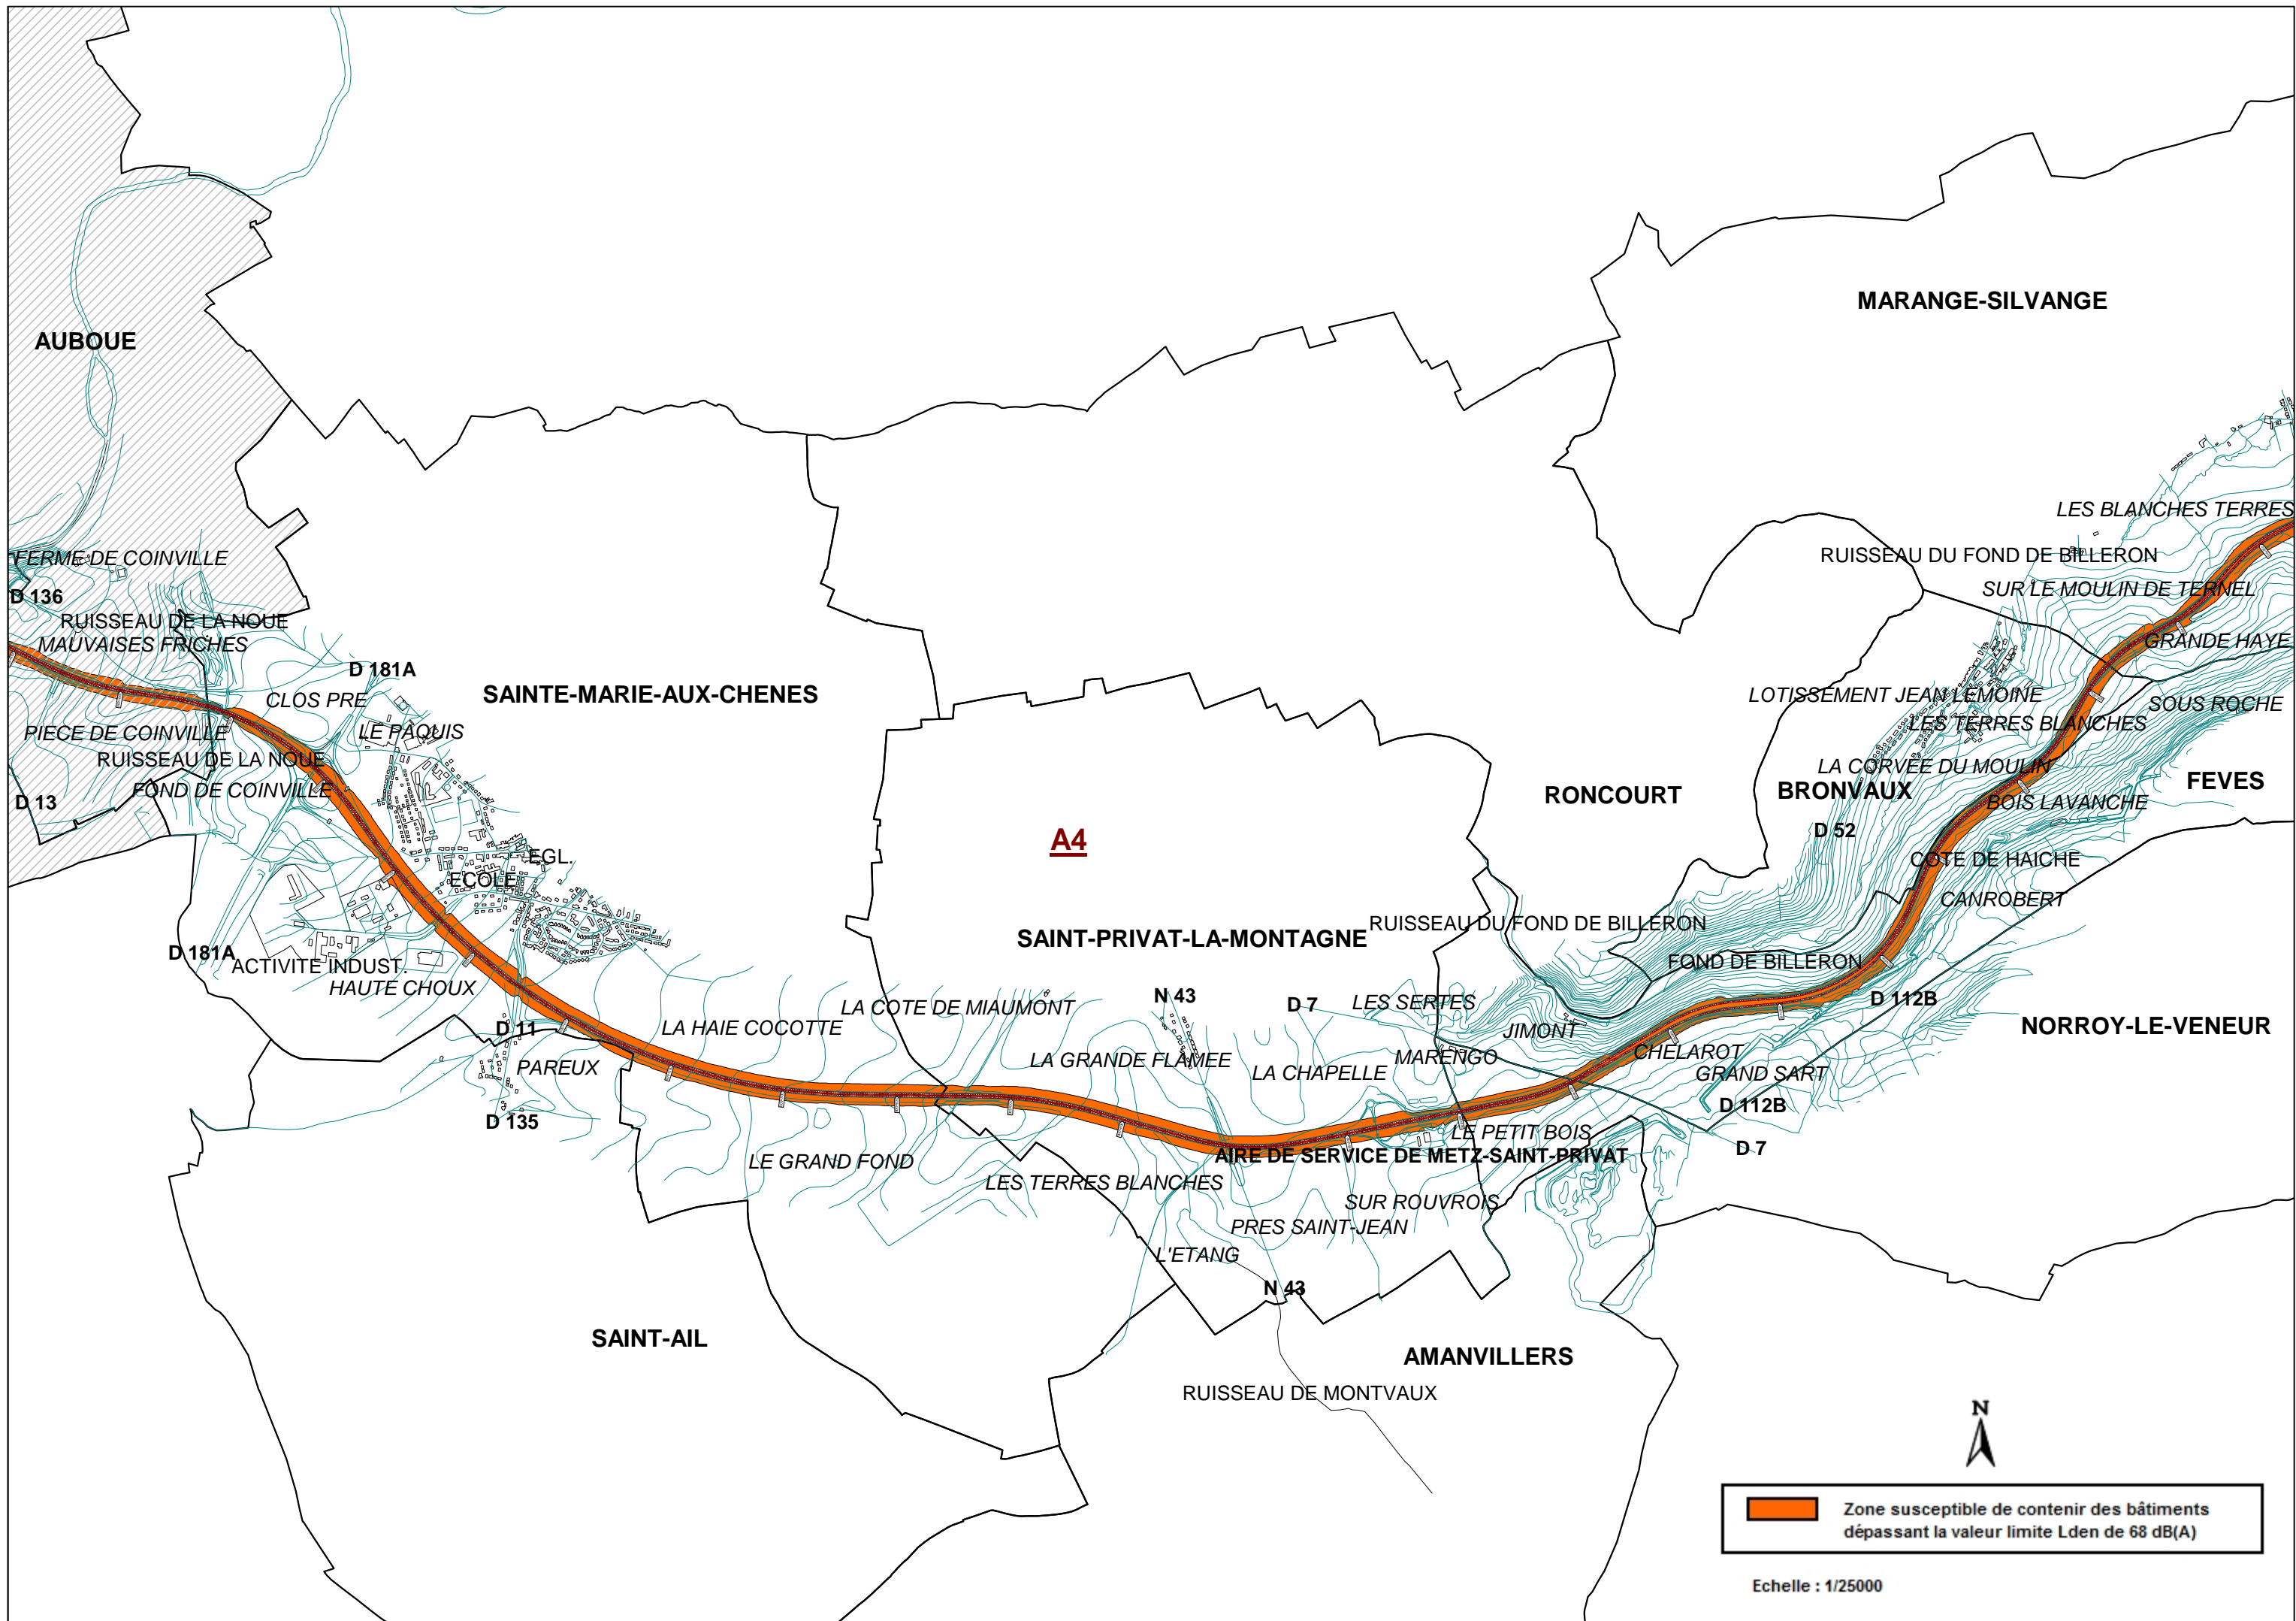 MARANGE-SILVANGE
AUBOUE
LES BLANCHES TERRES
FERME DE COINVILLE
RUISSEAU DU FOND DE BILLERON
SUR LE MOULIN DE TERNEL
D 136
RUISSEAU DE LA NOUE
MAUVAISES FRICHES
GRANDE HAYE
D 181A
CLOS PRE
SAINTE-MARIE-AUX-CHENES
LOTISSEMENT JEAN LEMOINE
SOUS ROCHE
PIECE DE COINVILLE
LE PAQUIS
LES TERRES BLANCHES
RUISSEAU DE LA NOUE
LA CORVEE DU MOULIN
FOND DE COINVILLE
D 13
RONCOURT
BRONVAUX
FEVES
BOIS LAVANCHE
A4
D 52
EGL.
ECOLE
COTE DE HAICHE
CANROBERT
RUISSEAU DU FOND DE BILLERON
SAINT-PRIVAT-LA-MONTAGNE
D 181A
ACTIVITE INDUST.
HAUTE CHOUX
FOND DE BILLERON
N 43
D 7
LES SERTES
LA COTE DE MIAUMONT
D 112B
D 11
LA HAIE COCOTTE
JIMONT
NORROY-LE-VENEUR
PAREUX
LA GRANDE FLAMEE
LA CHAPELLE
MARENGO
CHELAROT
GRAND SART
D 135
D 112B
LE PETIT BOIS
D 7
AIRE DE SERVICE DE METZ-SAINT-PRIVAT
LE GRAND FOND
LES TERRES BLANCHES
SUR ROUVROIS
PRES SAINT-JEAN
L'ETANG
N 43
SAINT-AIL
AMANVILLERS
RUISSEAU DE MONTVAUX
N
Zone susceptible de contenir des bâtiments
dépassant la valeur limite Lden de 68 dB(A)
Echelle : 1/25000